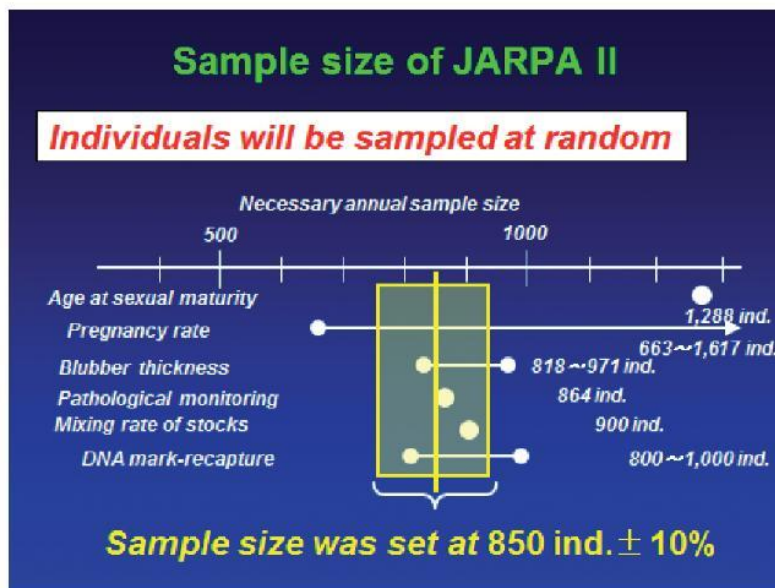 Sample size of JARPA II
Individuals will be sampled at random
Necessary annual sample size
500 1000
Age at sexual maturity
1,288 ind.
Pregnancy rate
663~1,617 ind.
Blubber thickness 818~971 ind.
Pathological monitoring 864 ind.
Mixing rate of stocks 900 ind.
DNA mark-recapture 800~1,000 ind.
Sample size was set at 850 ind. ± 10%